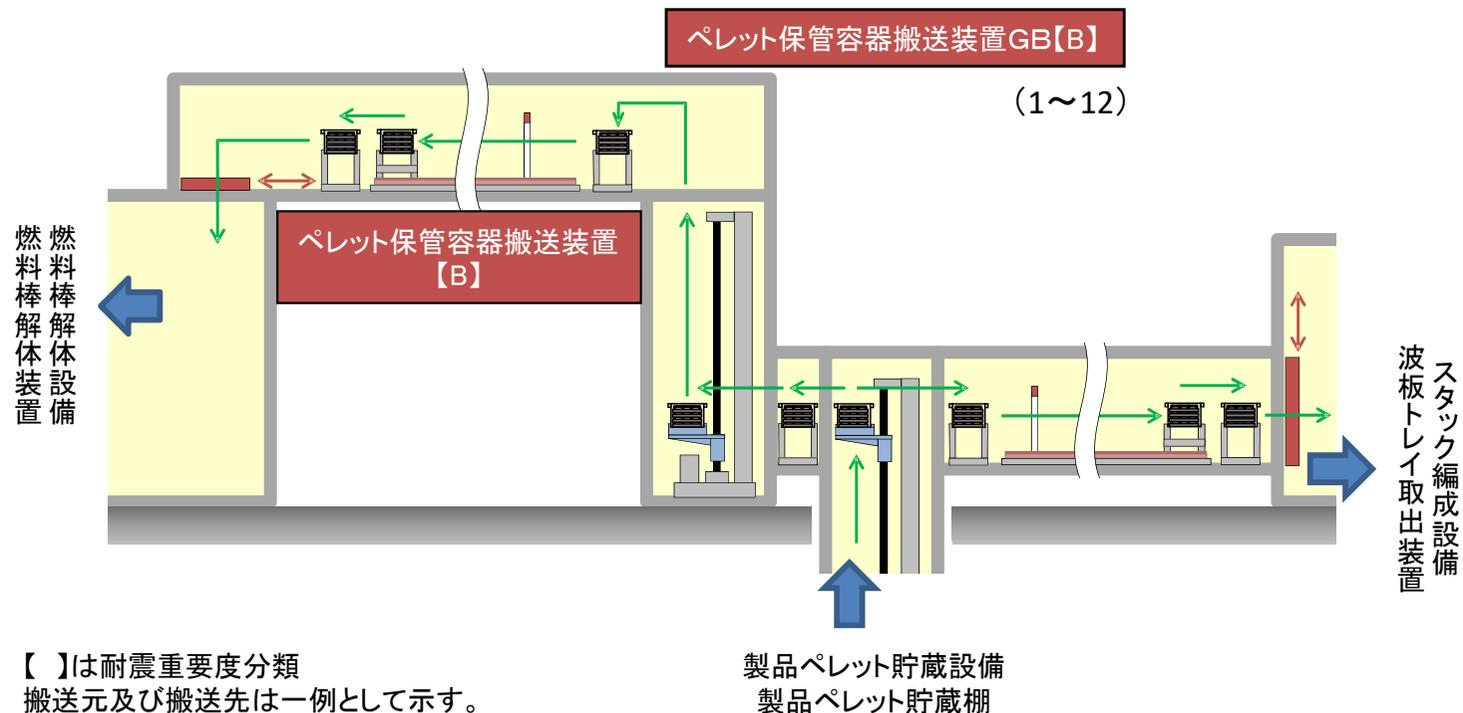 ペレット保管容器搬送装置GB【B】
（1～12）
ペレット保管容器搬送装置
【B】
燃料棒解体設備
燃料棒解体装置
スタック編成設備
波板トレイ取出装置
【　】は耐震重要度分類
搬送元及び搬送先は一例として示す。
製品ペレット貯蔵設備
製品ペレット貯蔵棚